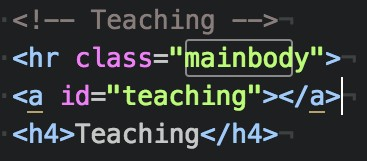 <!-- Teaching -->
<hr class="mainbody">
<a id="teaching"></a>
<h4>Teaching</h4>